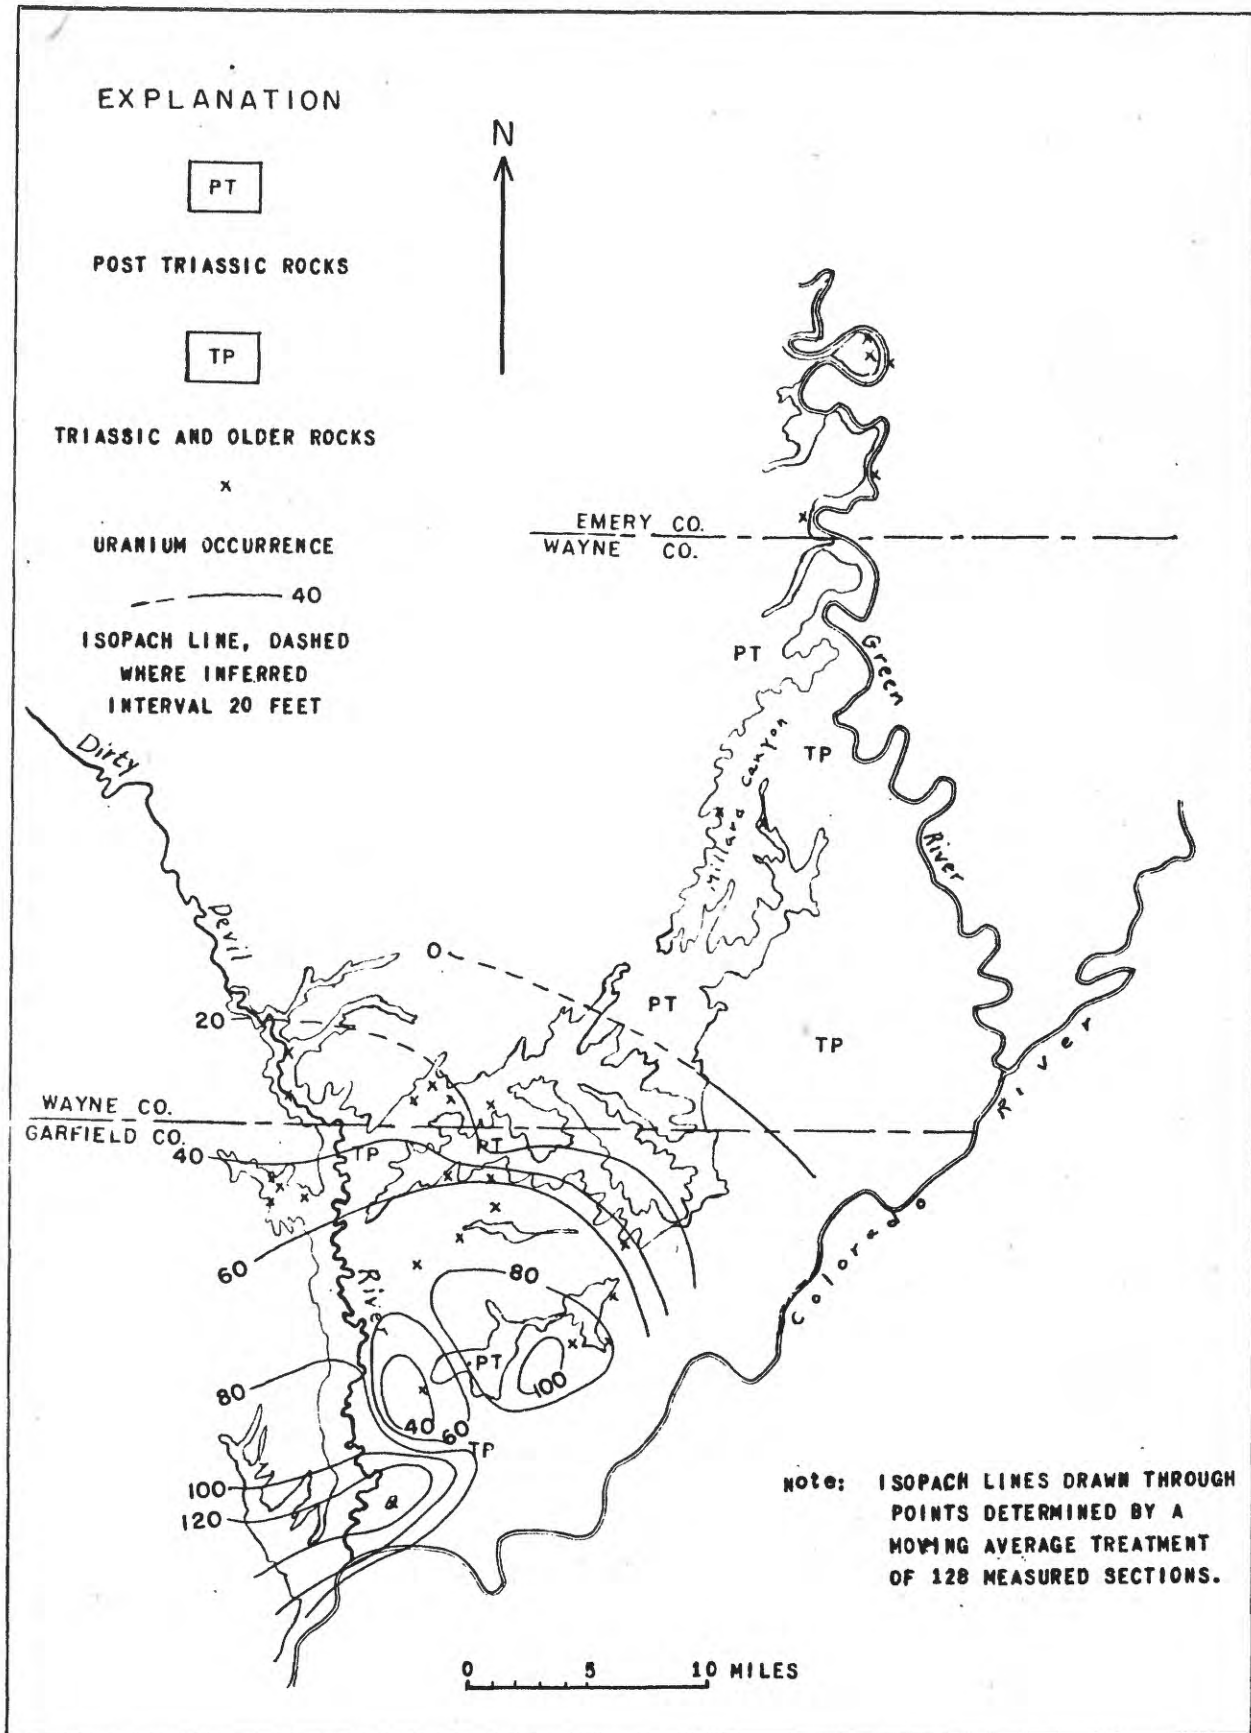 EXPLANATION
N
PT
POST TRIASSIC ROCKS
TP
TRIASSIC AND OLDER ROCKS
x
URANIUM OCCURRENCE
40
ISOPACH LINE, DASHED
WHERE INFERRED
INTERVAL 20 FEET
EMERY CO.
WAYNE CO.
PT
Green
Dirty
TP
Millard Canyon
River
Devil
0
PT
20
TP
River
WAYNE CO.
GARFIELD CO.
40
TP
PT
Colorado
60
80
River
PT
100
80
40
60
TP
100
120
Note: ISOPACH LINES DRAWN THROUGH
POINTS DETERMINED BY A
MOVING AVERAGE TREATMENT
OF 128 MEASURED SECTIONS.
0 5 10 MILES